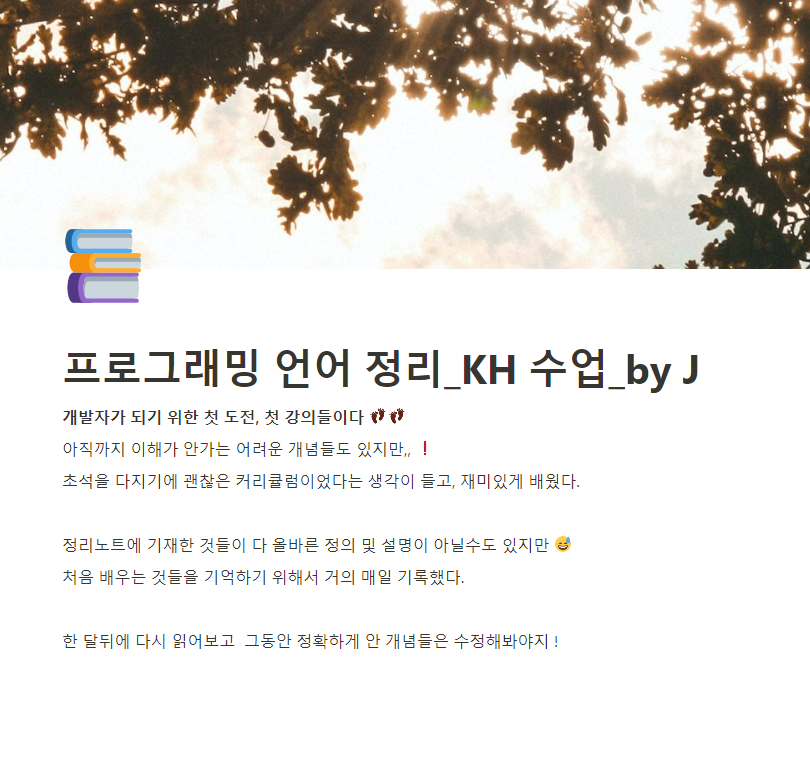 프로그래밍 언어 정리_KH 수업_by J
개발자가 되기 위한 첫 도전, 첫 강의들이다 👣👣
아직까지 이해가 안가는 어려운 개념들도 있지만,, ❗
초석을 다지기에 괜찮은 커리큘럼이었다는 생각이 들고, 재미있게 배웠다.
정리노트에 기재한 것들이 다 올바른 정의 및 설명이 아닐수도 있지만 😅
처음 배우는 것들을 기억하기 위해서 거의 매일 기록했다.
한 달뒤에 다시 읽어보고  그동안 정확하게 안 개념들은 수정해봐야지 !